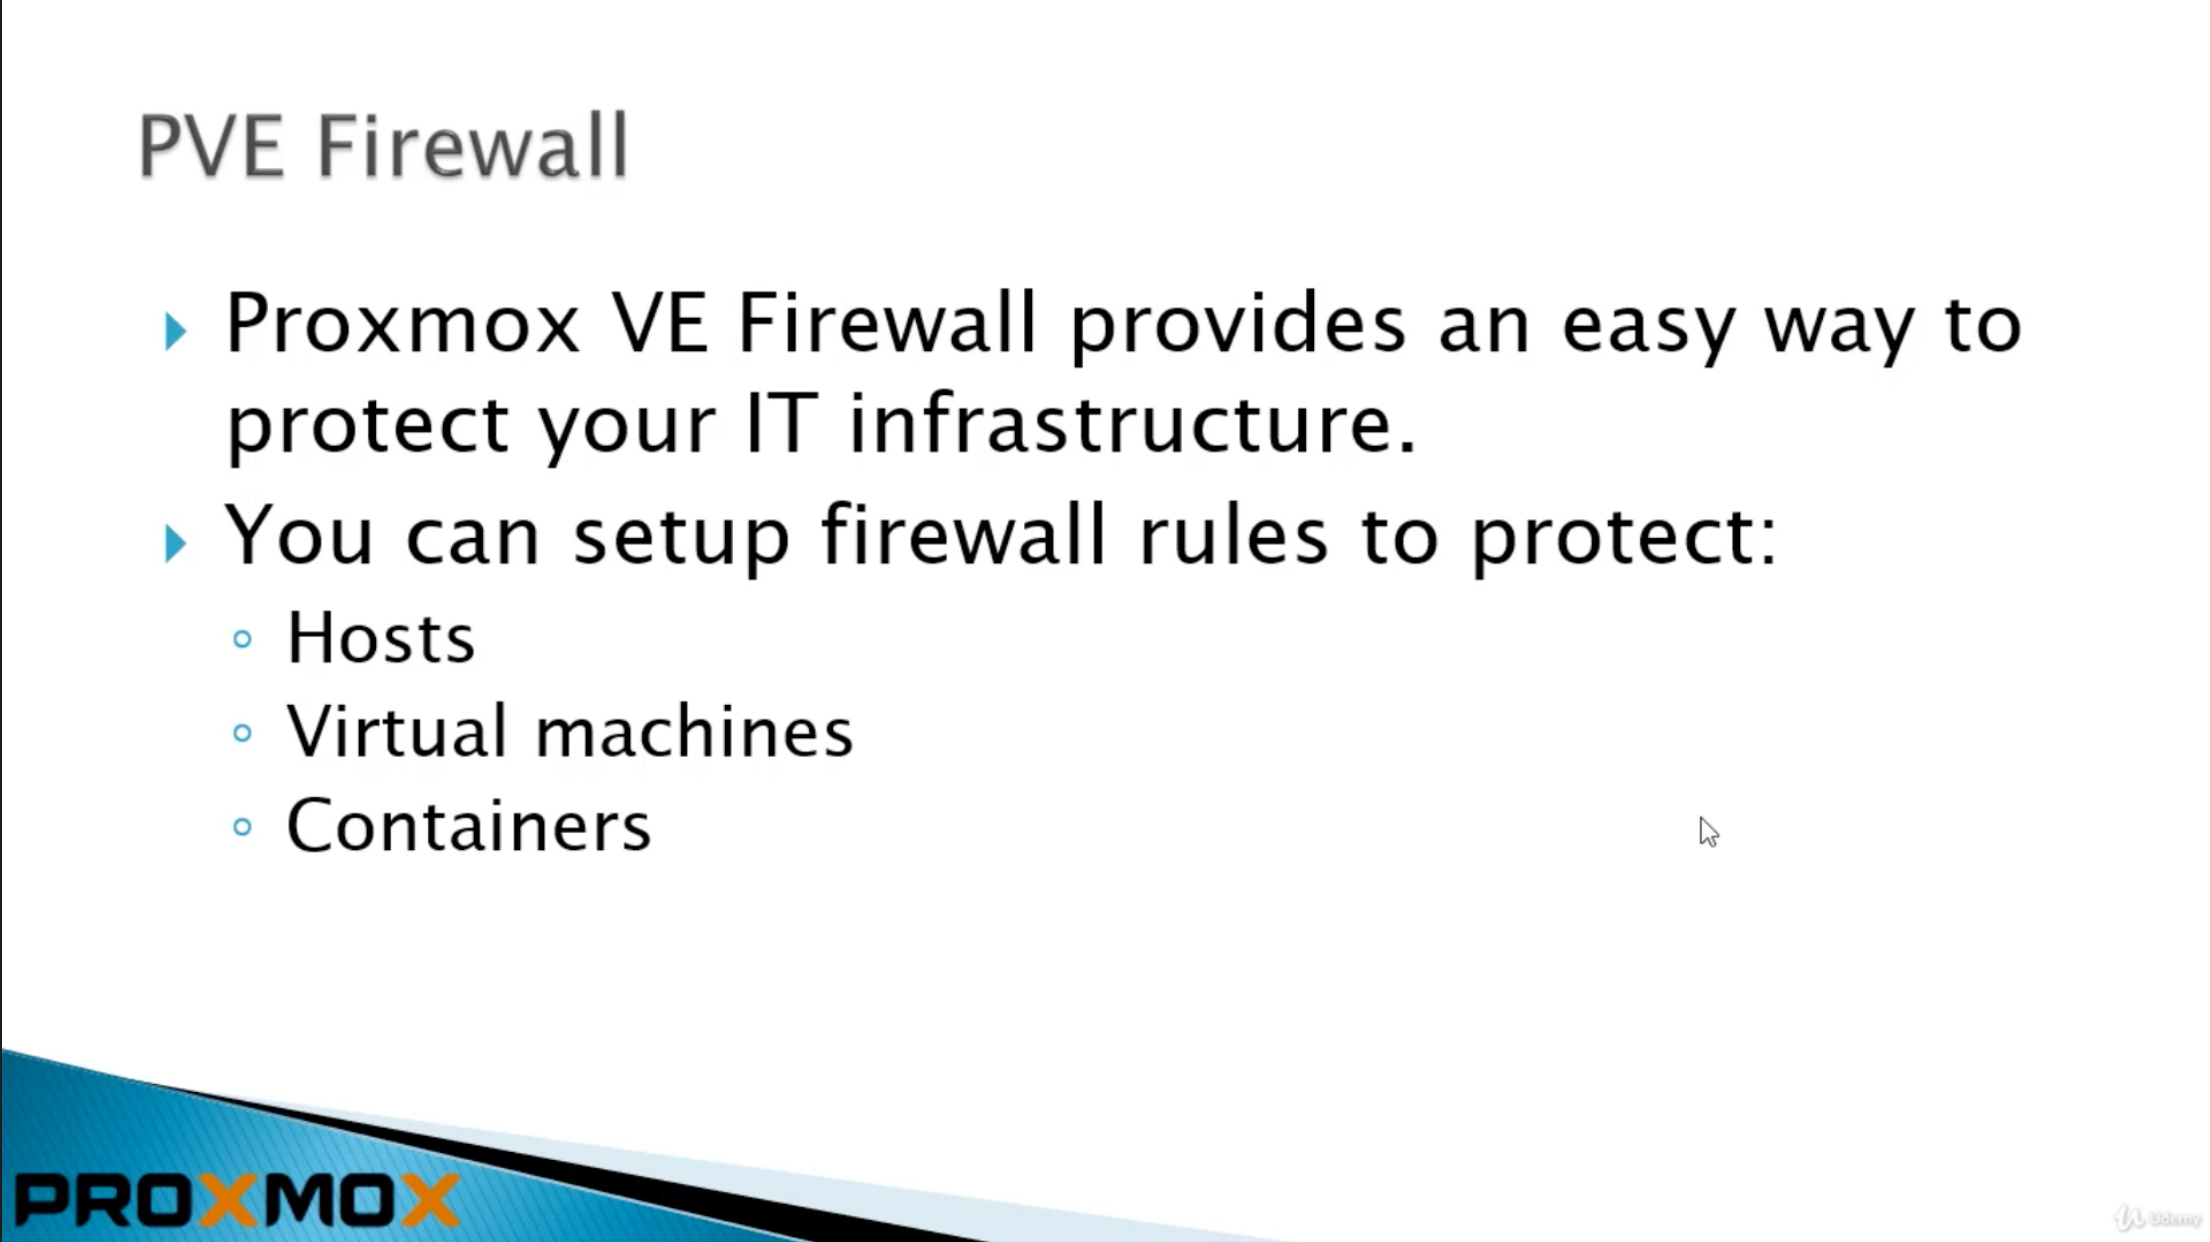 PVE Firewall
Proxmox VE Firewall provides an easy way to
protect your IT infrastructure.
You can setup firewall rules to protect:
Hosts
Virtual machines
Containers
PROXMOX
Udemy